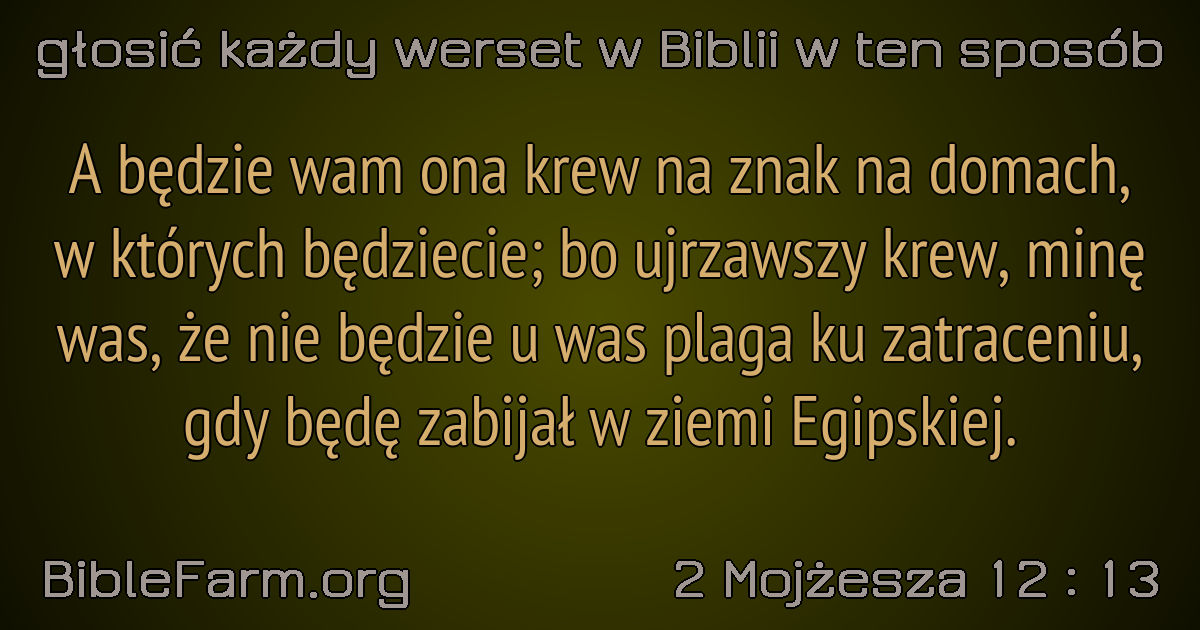 głosić każdy werset w Biblii w ten sposób
A będzie wam ona krew na znak na domach,
w których będziecie; bo ujrzawszy krew, minę
was, że nie będzie u was plaga ku zatraceniu,
gdy będę zabijał w ziemi Egipskiej.
BibleFarm.org
2 Mojżesza 12 : 13